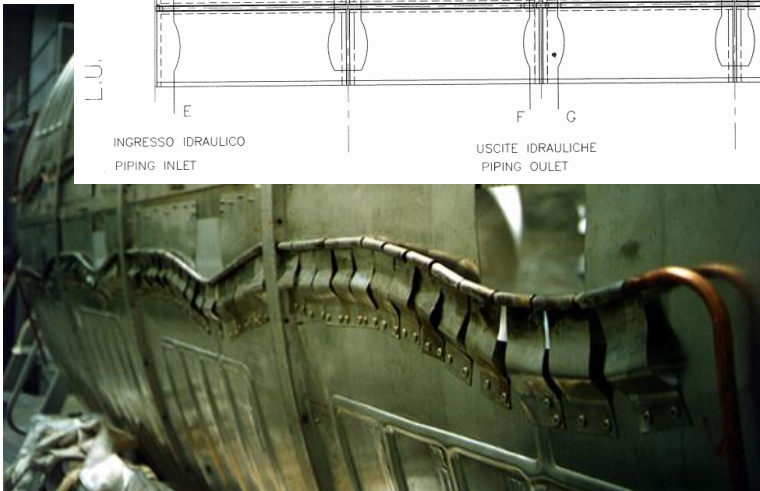 L.U.
E
F G
INGRESSO IDRAULICO
PIPING INLET
USCITE IDRAULICHE
PIPING OULET